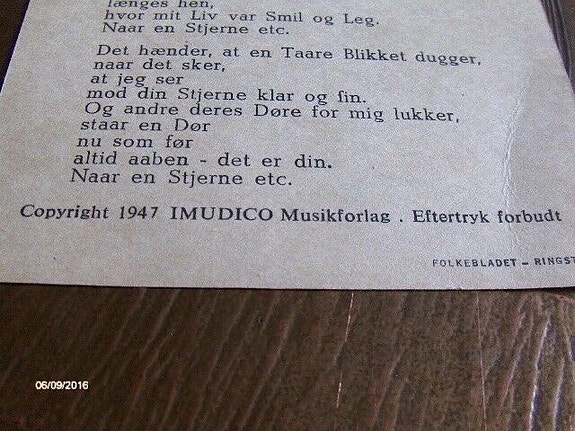 længes hen,
hvor mit Liv var Smil og Leg.
Naar en Stjerne etc.
Det hænder, at en Taare Blikket dugger,
naar det sker,
at jeg ser
mod din Stjerne klar og fin.
Og andre deres Døre for mig lukker,
staar en Dør
nu som før
altid aaben - det er din.
Naar en Stjerne etc.
Copyright 1947 IMUDICO Musikforlag . Eftertryk forbudt
FOLKEBLADET - RINGST
06/09/2016